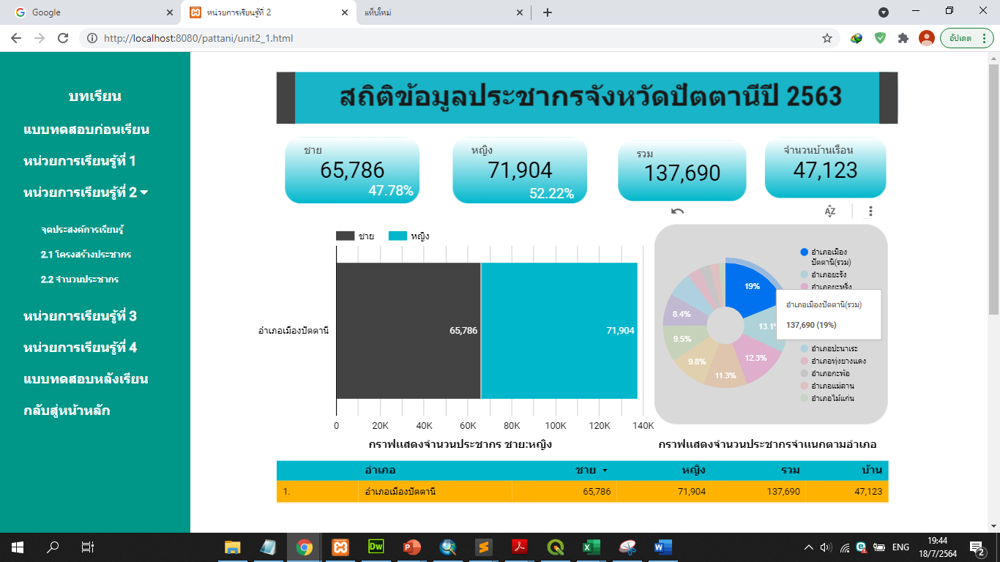 Google
หน่วยการเรียนรู้ที่ 2
แท็บใหม่
http://localhost:8080/pattani/unit2_1.html
อัปเดต
บทเรียน
แบบทดสอบก่อนเรียน
หน่วยการเรียนรู้ที่ 1
หน่วยการเรียนรู้ที่ 2
จุดประสงค์การเรียนรู้
2.1 โครงสร้างประชากร
2.2 จำนวนประชากร
หน่วยการเรียนรู้ที่ 3
หน่วยการเรียนรู้ที่ 4
แบบทดสอบหลังเรียน
กลับสู่หน้าหลัก
สถิติข้อมูลประชากรจังหวัดปัตตานีปี 2563
ชาย
65,786
47.78%
หญิง
71,904
52.22%
รวม
137,690
จำนวนบ้านเรือน
47,123
AZ
ชาย หญิง
อำเภอเมืองปัตตานี
65,786 71,904
0 20K 40K 60K 80K 100K 120K 140K
กราฟแสดงจำนวนประชากร ชาย:หญิง
19%
13.1%
12.3%
11.3%
9.8%
9.5%
8.4%
อำเภอเมือง
ปัตตานี(รวม)
อำเภอยะรัง
อำเภอยะหริ่ง
อำเภอเมืองปัตตานี(รวม)
137,690 (19%)
อำเภอปะนาเระ
อำเภอทุ่งยางแดง
อำเภอกะพ้อ
อำเภอแม่ลาน
อำเภอไม้แก่น
กราฟแสดงจำนวนประชากรจำแนกตามอำเภอ
อำเภอ ชาย หญิง รวม บ้าน
1. อำเภอเมืองปัตตานี 65,786 71,904 137,690 47,123
Dw
ENG
19:44
18/7/2564
2